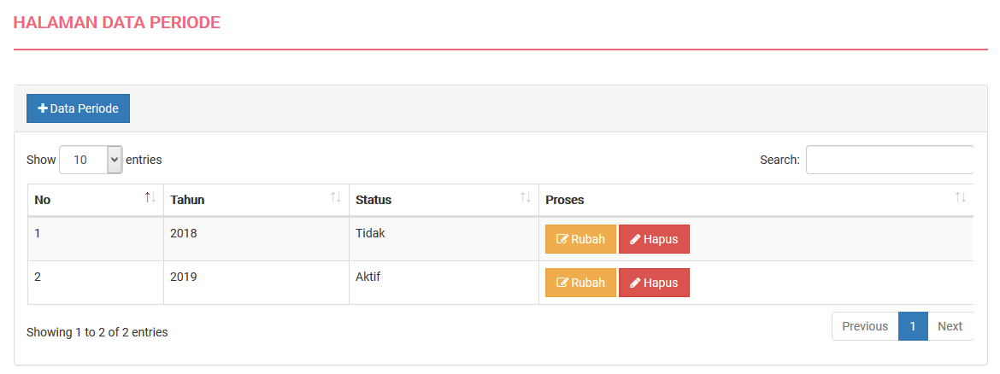 HALAMAN DATA PERIODE
Data Periode
Show 10 entries Search:
No Tahun Status Proses
1 2018 Tidak Rubah Hapus
2 2019 Aktif Rubah Hapus
Showing 1 to 2 of 2 entries Previous 1 Next